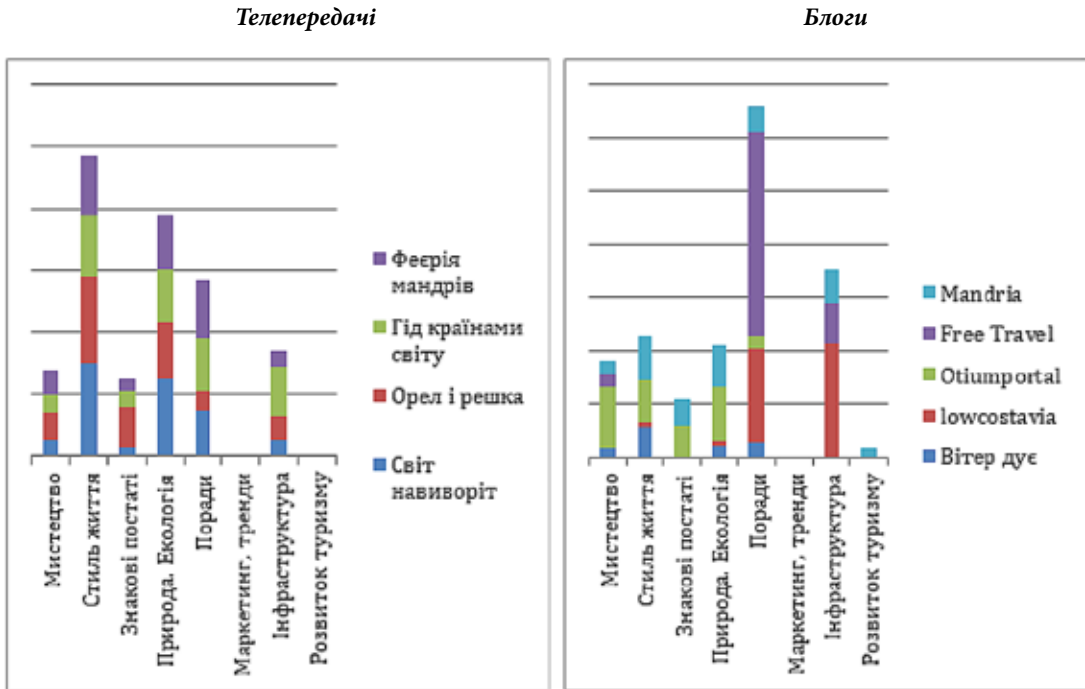 Телепередачі
Феєрія
мандрів
Гід країнами
світу
Орел і решка
Світ
навиворіт
Мистецтво
Стиль життя
Знакові постаті
Природа. Екологія
Поради
Маркетинг, тренди
Інфраструктура
Розвиток туризму
Блоги
Mandria
Free Travel
Otiumportal
lowcostavia
Вітер дує
Мистецтво
Стиль життя
Знакові постаті
Природа. Екологія
Поради
Маркетинг, тренди
Інфраструктура
Розвиток туризму